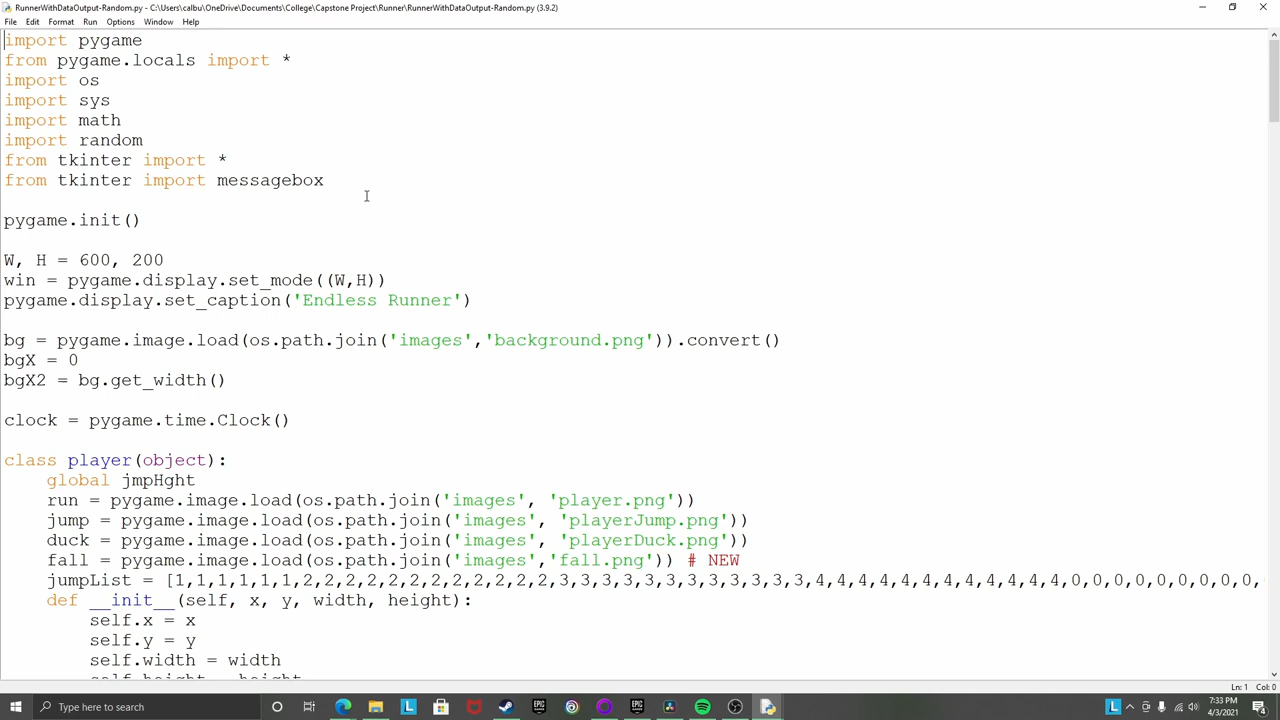 RunnerWithDataOutput-Random.py - C:\Users\calbu\OneDrive\Documents\College\Capstone Project\Runner\RunnerWithDataOutput-Random.py (3.9.2)
File Edit Format Run Options Window Help
import pygame
from pygame.locals import *
import os
import sys
import math
import random
from tkinter import *
from tkinter import messagebox
pygame.init()
W, H = 600, 200
win = pygame.display.set_mode((W,H))
pygame.display.set_caption('Endless Runner')
bg = pygame.image.load(os.path.join('images','background.png')).convert()
bgX = 0
bgX2 = bg.get_width()
clock = pygame.time.Clock()
class player(object):
    global jmpHght
    run = pygame.image.load(os.path.join('images', 'player.png'))
    jump = pygame.image.load(os.path.join('images', 'playerJump.png'))
    duck = pygame.image.load(os.path.join('images', 'playerDuck.png'))
    fall = pygame.image.load(os.path.join('images','fall.png')) # NEW
    jumpList = [1,1,1,1,1,1,2,2,2,2,2,2,2,2,2,2,2,2,3,3,3,3,3,3,3,3,3,3,3,3,4,4,4,4,4,4,4,4,4,4,4,4,0,0,0,0,0,0,0,0,0,
    def __init__(self, x, y, width, height):
        self.x = x
        self.y = y
        self.width = width
        self.height = height
Ln: 1 Col: 0
Type here to search
7:33 PM
4/3/2021